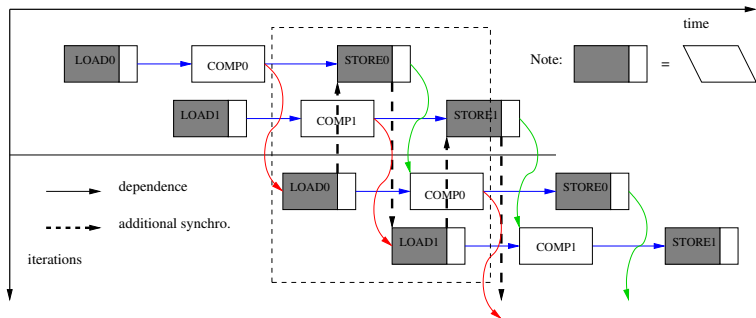 time
LOAD0
COMP0
STORE0
Note:
=
LOAD1
COMP1
STORE1
LOAD0
COMP0
STORE0
dependence
additional synchro.
LOAD1
COMP1
STORE1
iterations